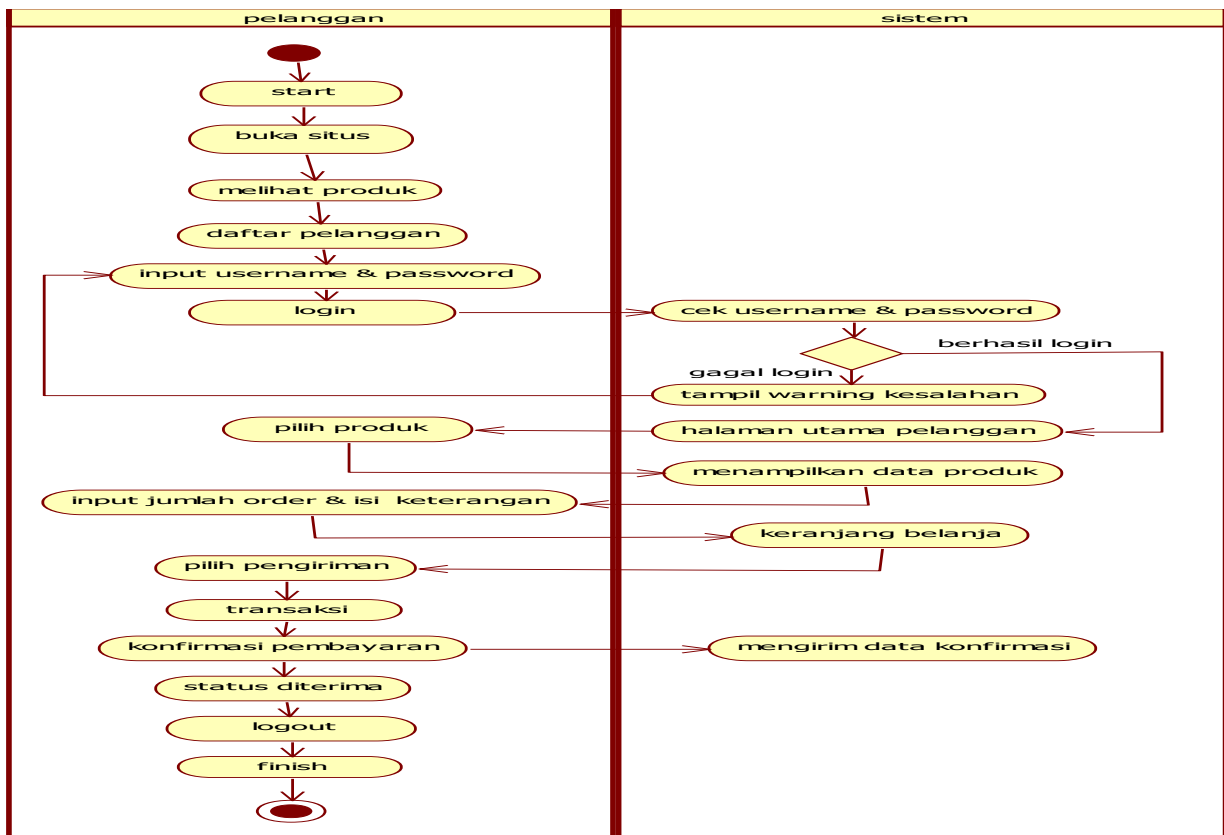 pelanggan
sistem
start
buka situs
melihat produk
daftar pelanggan
input username & password
login
cek username & password
berhasil login
gagal login
tampil warning kesalahan
pilih produk
halaman utama pelanggan
menampilkan data produk
input jumlah order & isi keterangan
keranjang belanja
pilih pengiriman
transaksi
konfirmasi pembayaran
mengirim data konfirmasi
status diterima
logout
finish